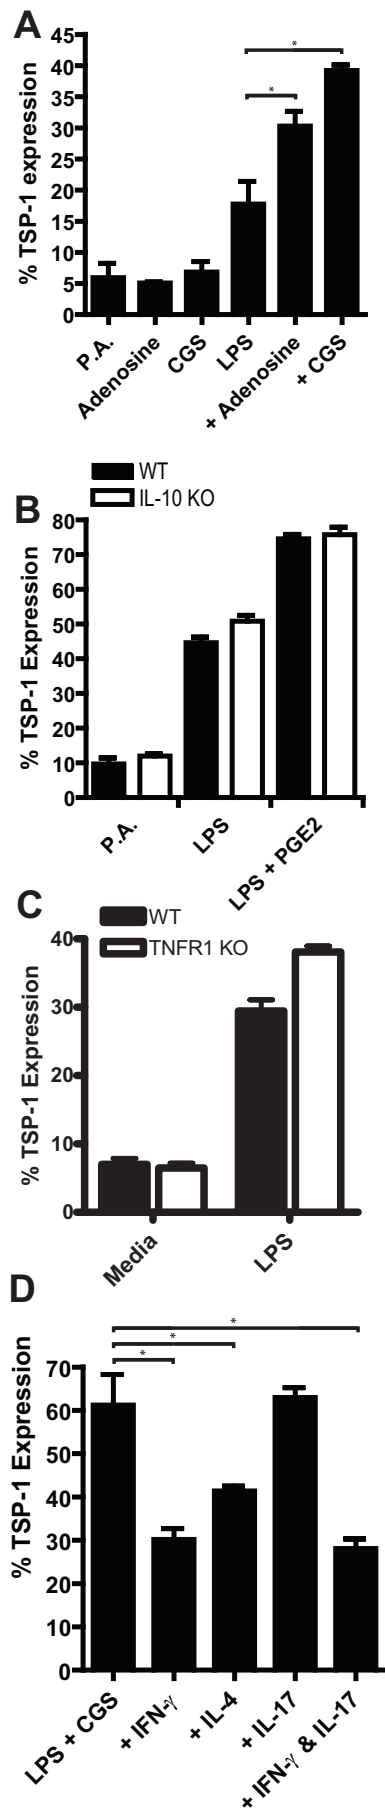 A
% TSP-1 expression
45
40
35
30
25
20
15
10
5
0
*
*
P.A.
Adenosine
CGS
LPS
+ Adenosine
+ CGS
WT
IL-10 KO
B
% TSP-1 Expression
80
70
60
50
40
30
20
10
0
P.A.
LPS
LPS + PGE2
C
WT
TNFR1 KO
% TSP-1 Expression
40
30
20
10
0
Media
LPS
D
% TSP-1 Expression
*
*
*
70
60
50
40
30
20
10
0
LPS + CGS
+ IFN-γ
+ IL-4
+ IL-17
+ IFN-γ & IL-17